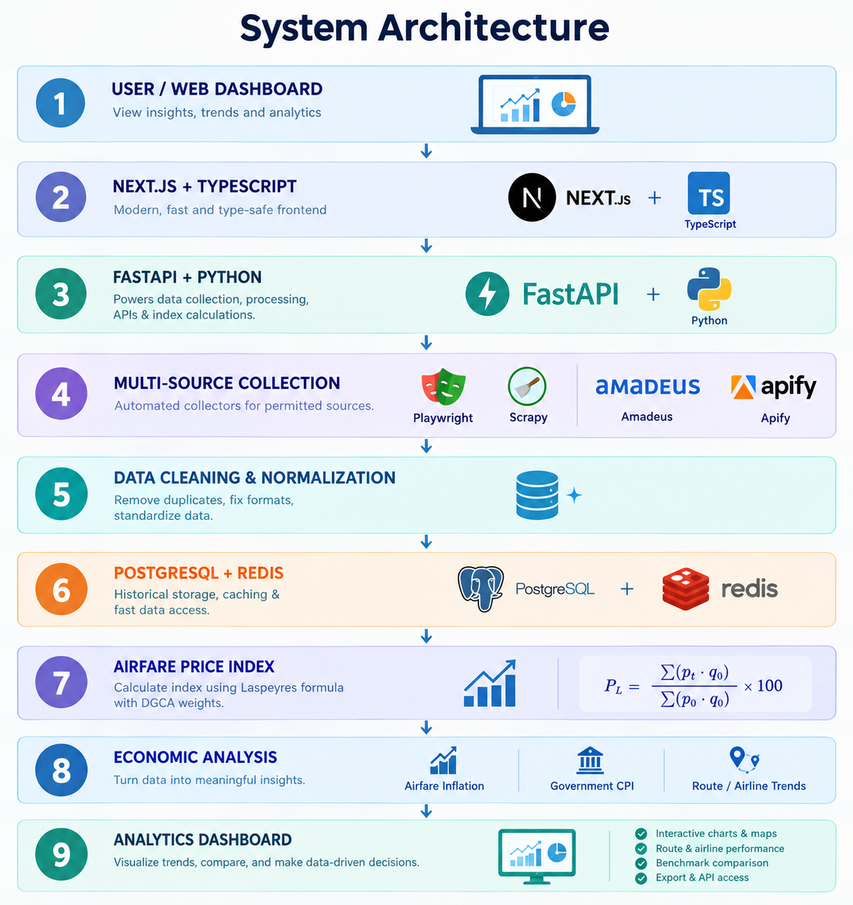 System Architecture
1
USER / WEB DASHBOARD
View insights, trends and analytics
2
NEXT.JS + TYPESCRIPT
Modern, fast and type-safe frontend
N
NEXT.JS
+
TS
TypeScript
3
FASTAPI + PYTHON
Powers data collection, processing,
APIs & index calculations.
FastAPI
+
Python
4
MULTI-SOURCE COLLECTION
Automated collectors for permitted sources.
Playwright
Scrapy
amadeus
Amadeus
apify
Apify
5
DATA CLEANING & NORMALIZATION
Remove duplicates, fix formats,
standardize data.
6
POSTGRESQL + REDIS
Historical storage, caching &
fast data access.
PostgreSQL
+
redis
7
AIRFARE PRICE INDEX
Calculate index using Laspeyres formula
with DGCA weights.
P_L = ∑(p_t · q_0) / ∑(p_0 · q_0) × 100
8
ECONOMIC ANALYSIS
Turn data into meaningful insights.
Airfare Inflation
Government CPI
Route / Airline Trends
9
ANALYTICS DASHBOARD
Visualize trends, compare, and make data-driven decisions.
Interactive charts & maps
Route & airline performance
Benchmark comparison
Export & API access